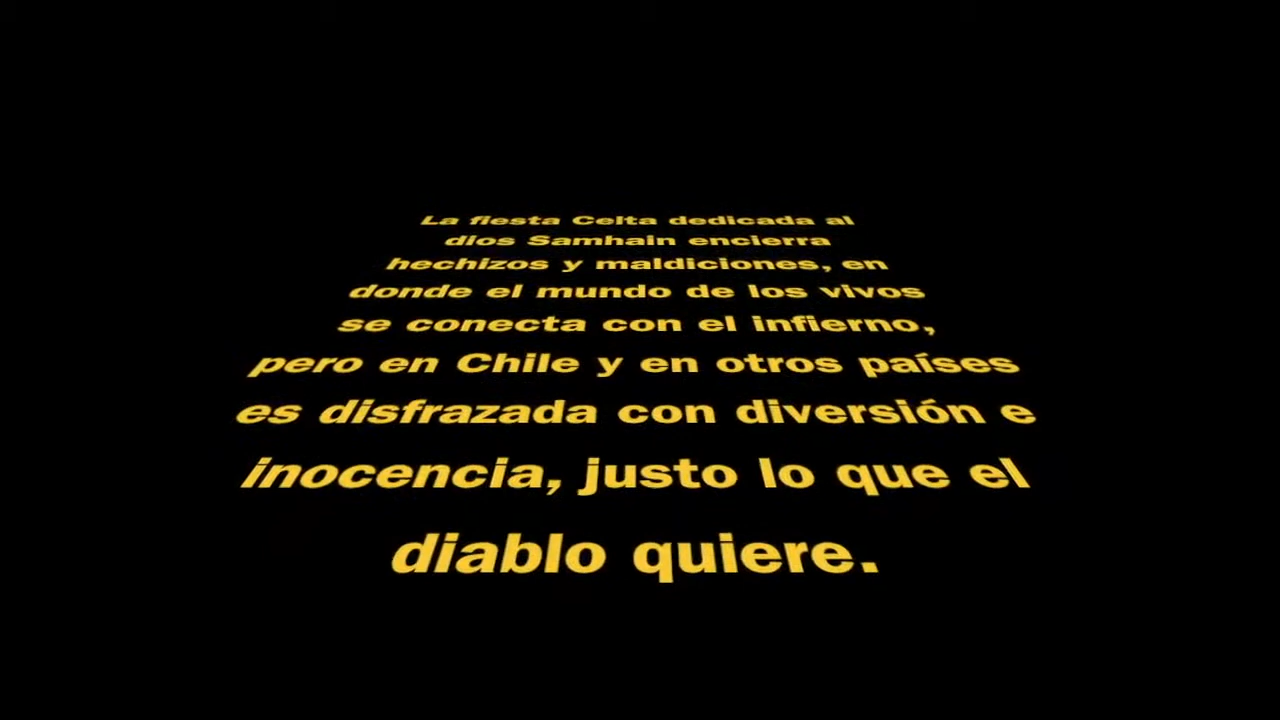 La fiesta Celta dedicada al
dios Samhain encierra
hechizos y maldiciones, en
donde el mundo de los vivos
se conecta con el infierno,
pero en Chile y en otros países
es disfrazada con diversión e
inocencia, justo lo que el
diablo quiere.